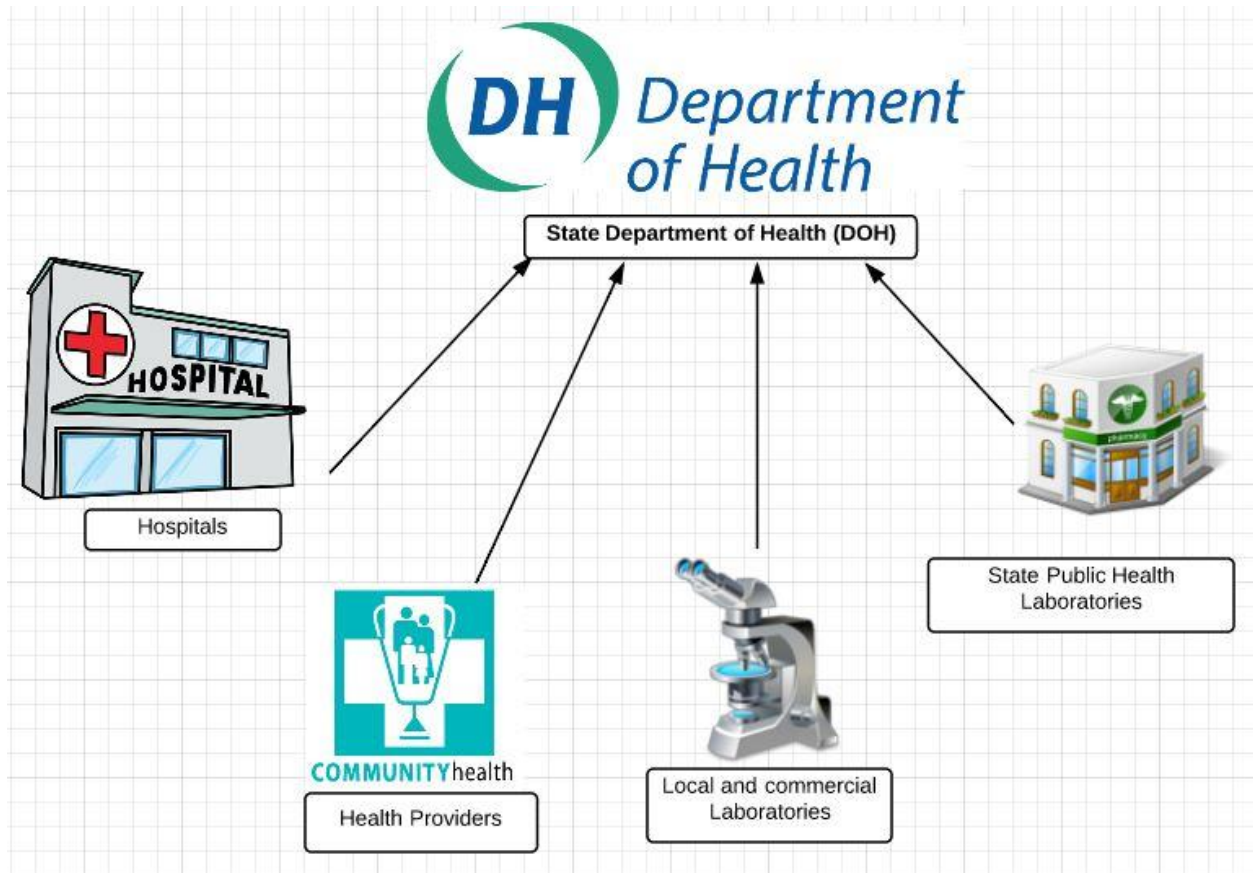 DH Department
of Health
State Department of Health (DOH)
HOSPITAL
Hospitals
pharmacy
State Public Health
Laboratories
COMMUNITYhealth
Health Providers
Local and commercial
Laboratories